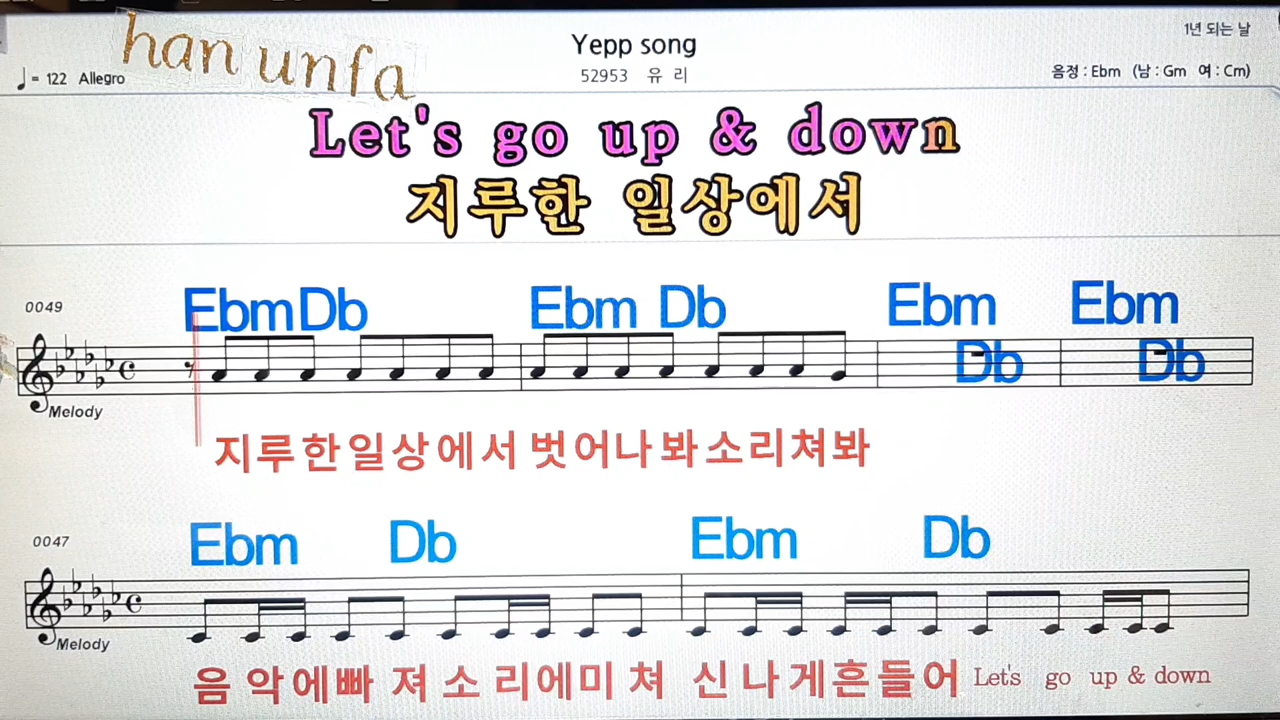 han unfa
Yepp song
1년 되는 날
♩= 122 Allegro
52953 유 리
음정 : Ebm (남 : Gm 여 : Cm)
Let's go up & down
지루한 일상에서
0049
Ebm Db Ebm Db Ebm Db Ebm Db
Melody
지루한일상에서 벗어나봐소리쳐봐
0047
Ebm Db Ebm Db
Melody
음악에빠 져소리에미쳐 신나게흔들어 Let's go up & down